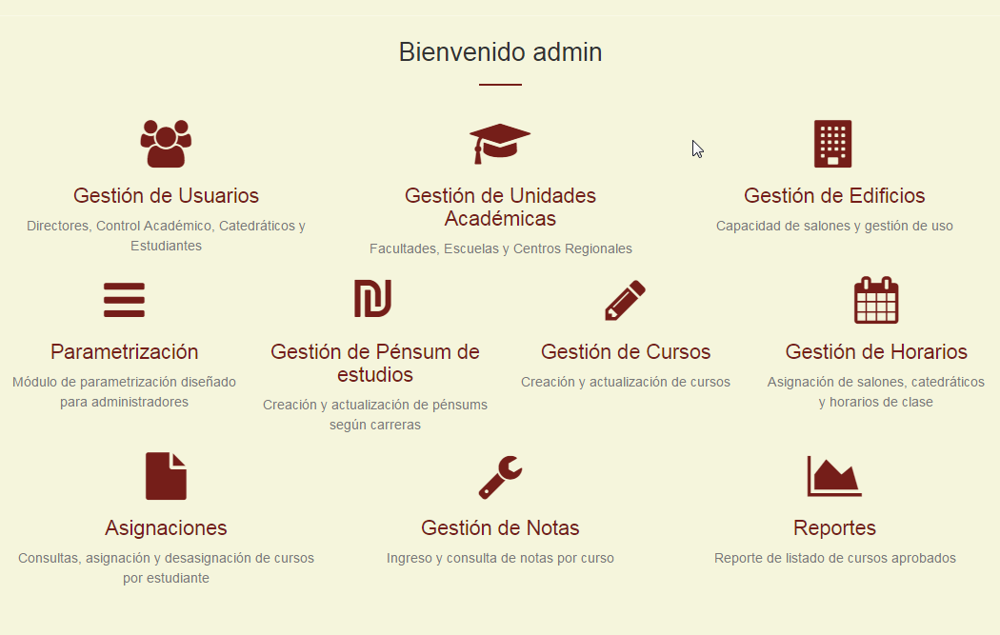 Bienvenido admin
Gestión de Usuarios
Directores, Control Académico, Catedráticos y
Estudiantes
Gestión de Unidades
Académicas
Facultades, Escuelas y Centros Regionales
Gestión de Edificios
Capacidad de salones y gestión de uso
Parametrización
Módulo de parametrización diseñado
para administradores
Gestión de Pénsum de
estudios
Creación y actualización de pénsums
según carreras
Gestión de Cursos
Creación y actualización de cursos
Gestión de Horarios
Asignación de salones, catedráticos
y horarios de clase
Asignaciones
Consultas, asignación y desasignación de cursos
por estudiante
Gestión de Notas
Ingreso y consulta de notas por curso
Reportes
Reporte de listado de cursos aprobados